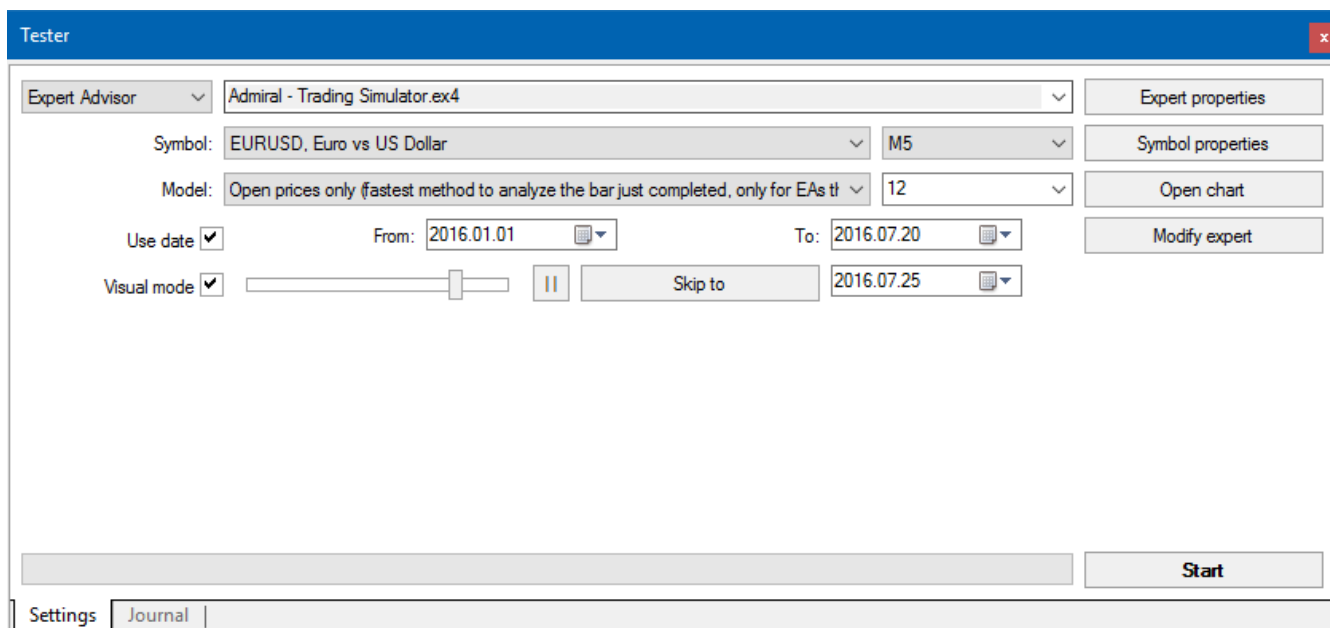 Tester
x
Expert Advisor Admiral - Trading Simulator.ex4 Expert properties
Symbol: EURUSD, Euro vs US Dollar M5 Symbol properties
Model: Open prices only (fastest method to analyze the bar just completed, only for EAs th 12 Open chart
Use date From: 2016.01.01 To: 2016.07.20 Modify expert
Visual mode Skip to 2016.07.25
Start
Settings Journal